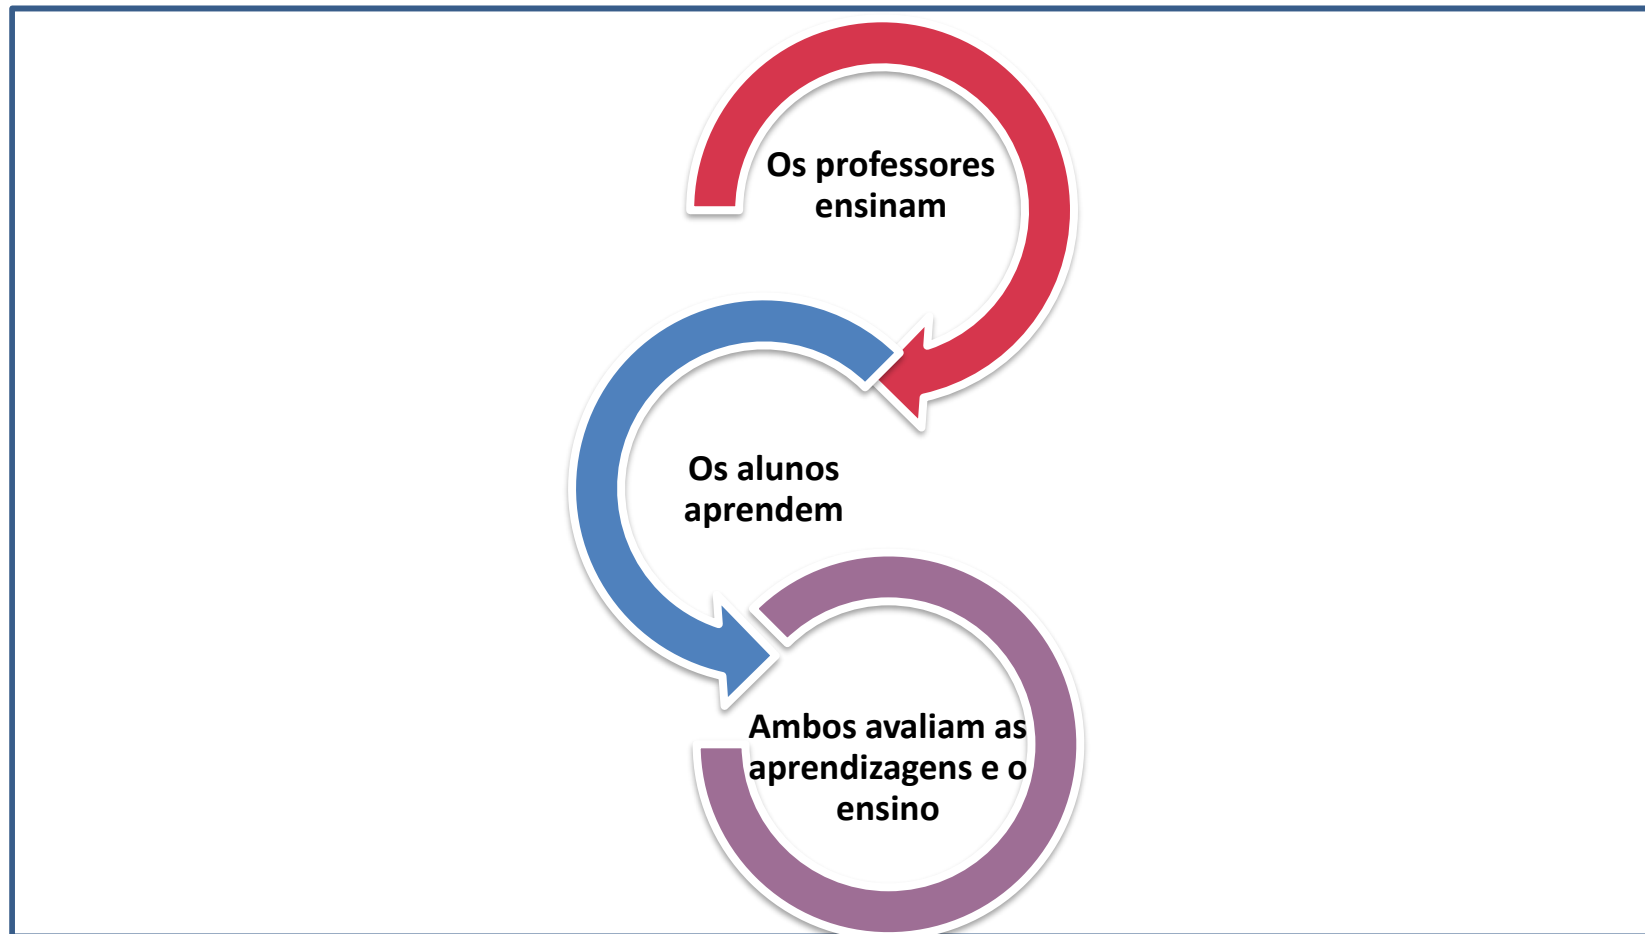 Os professores
ensinam
Os alunos
aprendem
Ambos avaliam as
aprendizagens e o
ensino